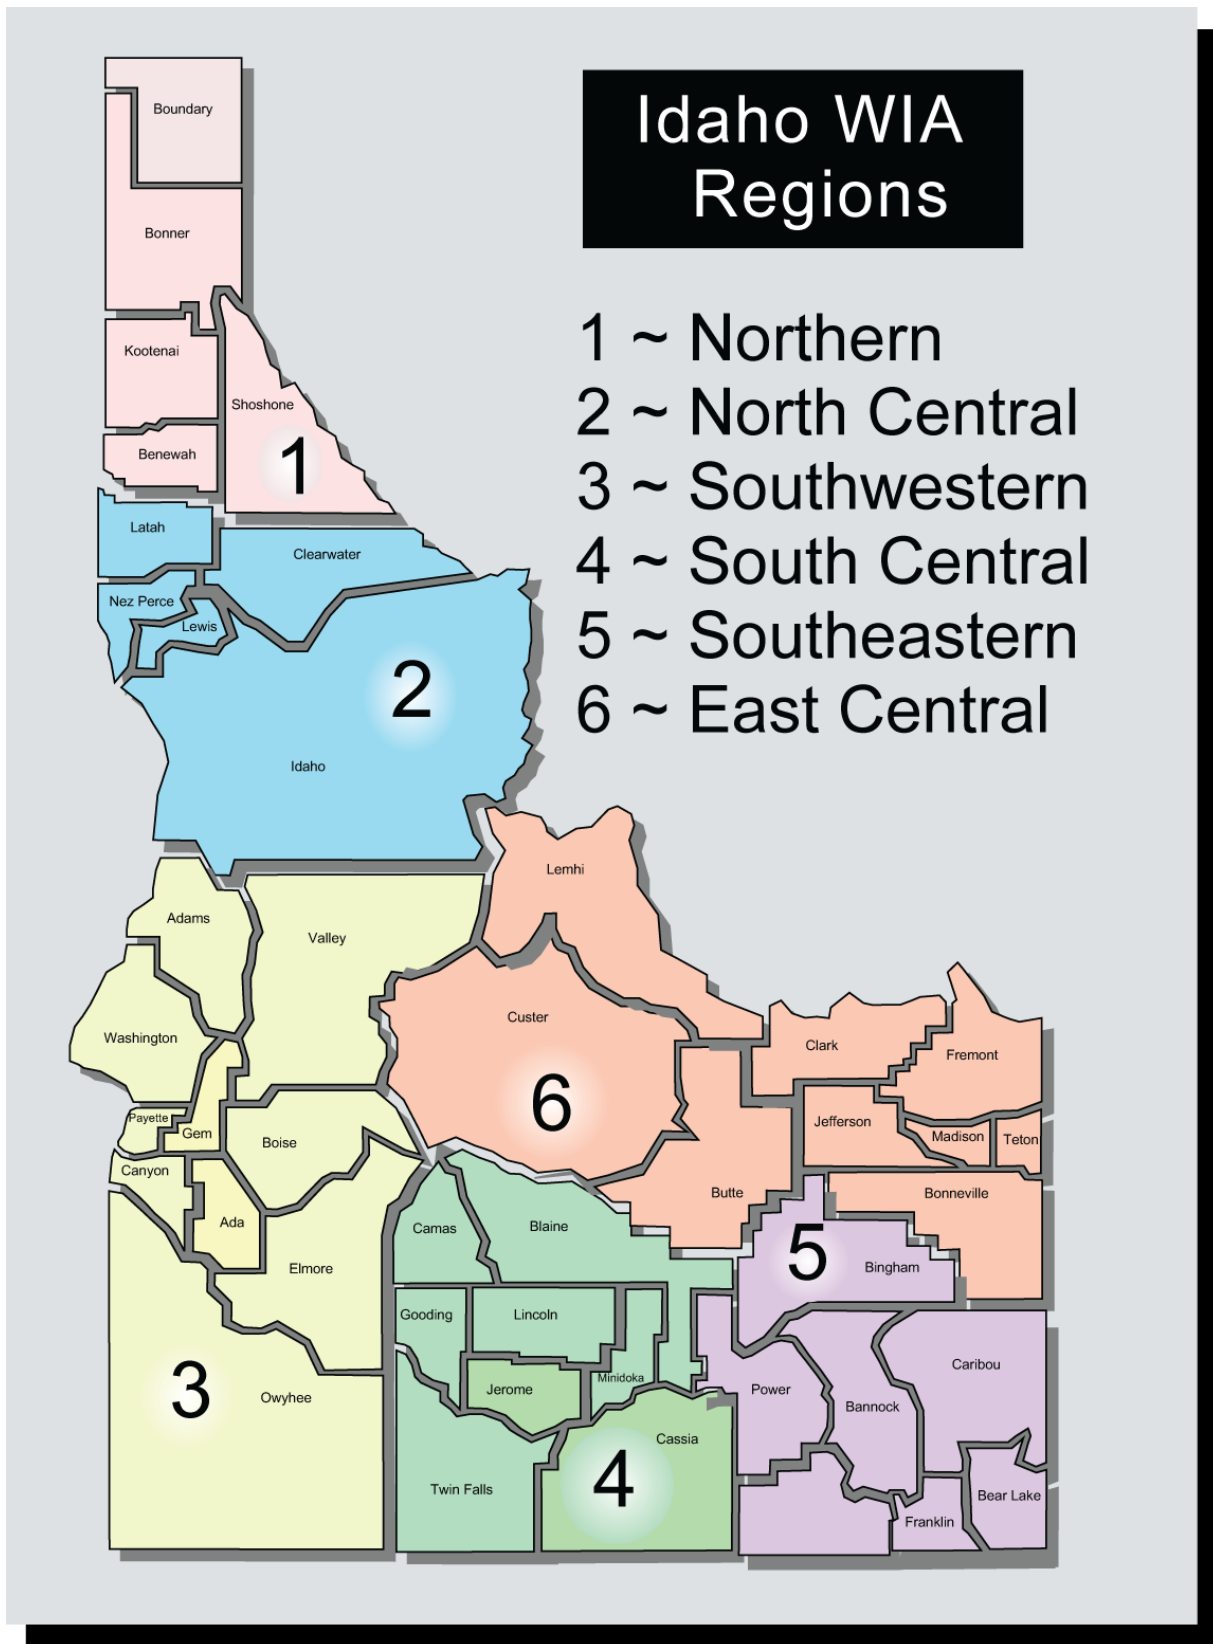 Idaho WIA
Regions
1 ~ Northern
2 ~ North Central
3 ~ Southwestern
4 ~ South Central
5 ~ Southeastern
6 ~ East Central
Boundary
Bonner
Kootenai
Shoshone
Benewah
1
Latah
Clearwater
Nez Perce
Lewis
2
Idaho
Lemhi
Adams
Valley
Custer
Washington
Clark
Fremont
6
Payette
Gem
Boise
Jefferson
Madison
Teton
Canyon
Butte
Bonneville
Ada
Camas
Blaine
5
Bingham
Elmore
Gooding
Lincoln
Caribou
3
Owyhee
Jerome
Minidoka
Power
Bannock
Cassia
4
Twin Falls
Bear Lake
Franklin